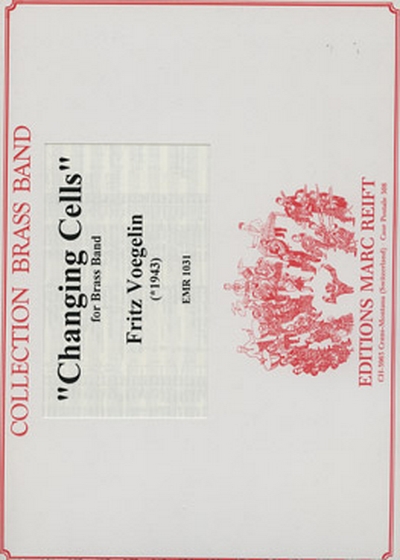 COLLECTION BRASS BAND
"Changing Cells"
for Brass Band
Fritz Voegelin
(*1943)
EMR 1031
EDITIONS MARC REIFT
CH-3963 Crans-Montana (Switzerland) Case Postale 308